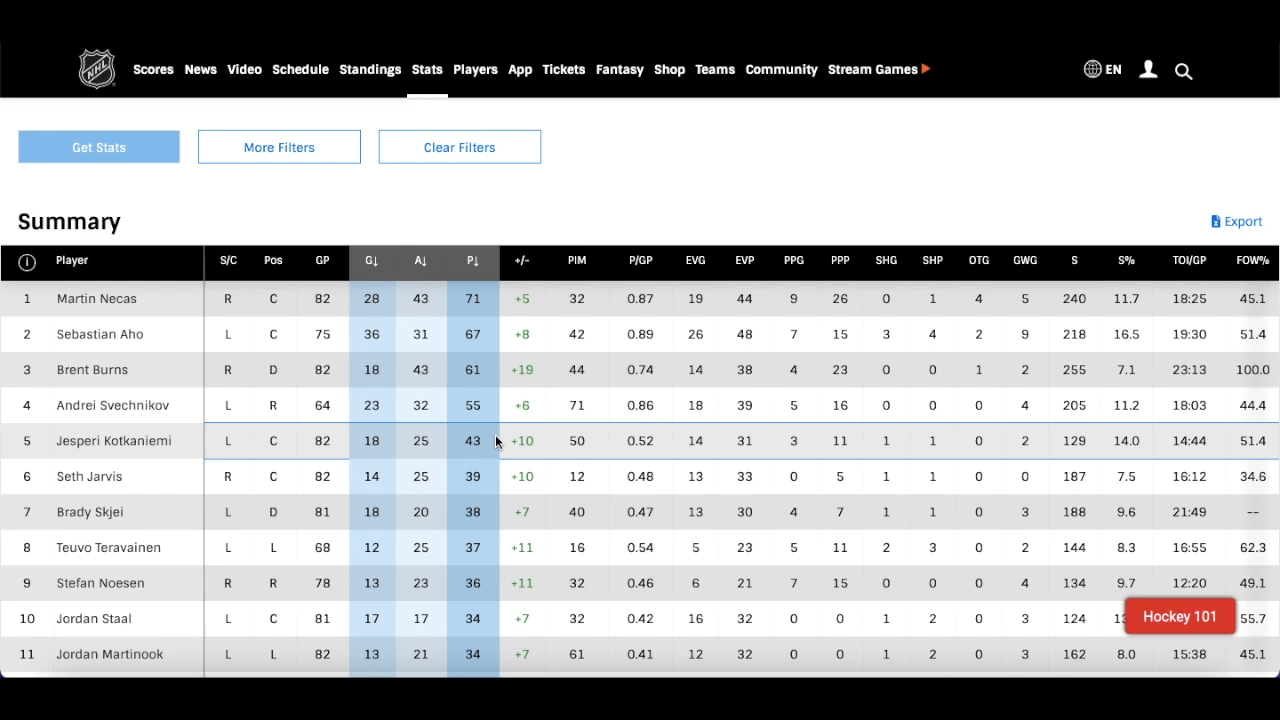 NHL
Scores News Video Schedule Standings Stats Players App Tickets Fantasy Shop Teams Community Stream Games EN
Get Stats More Filters Clear Filters
Summary
Export
i Player S/C Pos GP G↓ A↓ P↓ +/- PIM P/GP EVG EVP PPG PPP SHG SHP OTG GWG S S% TOI/GP FOW%
1 Martin Necas R C 82 28 43 71 +5 32 0.87 19 44 9 26 0 1 4 5 240 11.7 18:25 45.1
2 Sebastian Aho L C 75 36 31 67 +8 42 0.89 26 48 7 15 3 4 2 9 218 16.5 19:30 51.4
3 Brent Burns R D 82 18 43 61 +19 44 0.74 14 38 4 23 0 0 1 2 255 7.1 23:13 100.0
4 Andrei Svechnikov L R 64 23 32 55 +6 71 0.86 18 39 5 16 0 0 0 4 205 11.2 18:03 44.4
5 Jesperi Kotkaniemi L C 82 18 25 43 +10 50 0.52 14 31 3 11 1 1 0 2 129 14.0 14:44 51.4
6 Seth Jarvis R C 82 14 25 39 +10 12 0.48 13 33 0 5 1 1 0 0 187 7.5 16:12 34.6
7 Brady Skjei L D 81 18 20 38 +7 40 0.47 13 30 4 7 1 1 0 3 188 9.6 21:49 --
8 Teuvo Teravainen L L 68 12 25 37 +11 16 0.54 5 23 5 11 2 3 0 2 144 8.3 16:55 62.3
9 Stefan Noesen R R 78 13 23 36 +11 32 0.46 6 21 7 15 0 0 0 4 134 9.7 12:20 49.1
10 Jordan Staal L C 81 17 17 34 +7 32 0.42 16 32 0 0 1 2 0 3 124 55.7
Hockey 101
11 Jordan Martinook L L 82 13 21 34 +7 61 0.41 12 32 0 0 1 2 0 3 162 8.0 15:38 45.1